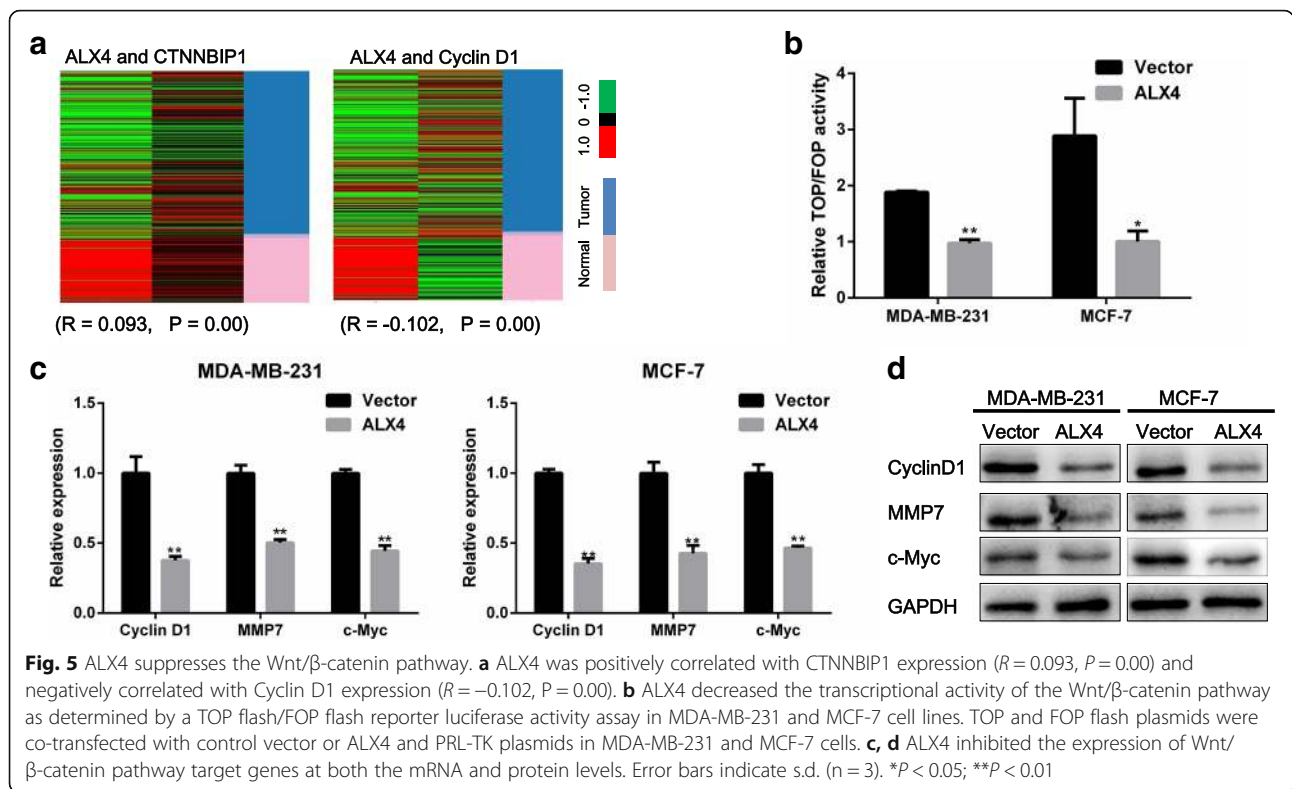 a
ALX4 and CTNNBIP1
ALX4 and Cyclin D1
1.0 0 -1.0
Normal Tumor
(R = 0.093, P = 0.00)
(R = -0.102, P = 0.00)
b
Vector
ALX4
Relative TOP/FOP activity
4
3
2
1
0
**
*
MDA-MB-231
MCF-7
c
MDA-MB-231
Vector
ALX4
Relative expression
1.5
1.0
0.5
0.0
**
**
**
Cyclin D1
MMP7
c-Myc
MCF-7
Vector
ALX4
Relative expression
1.5
1.0
0.5
0.0
**
**
**
Cyclin D1
MMP7
c-Myc
d
MDA-MB-231
MCF-7
Vector ALX4
Vector ALX4
CyclinD1
MMP7
c-Myc
GAPDH
Fig. 5 ALX4 suppresses the Wnt/β-catenin pathway. a ALX4 was positively correlated with CTNNBIP1 expression (R = 0.093, P = 0.00) and
negatively correlated with Cyclin D1 expression (R = −0.102, P = 0.00). b ALX4 decreased the transcriptional activity of the Wnt/β-catenin pathway
as determined by a TOP flash/FOP flash reporter luciferase activity assay in MDA-MB-231 and MCF-7 cell lines. TOP and FOP flash plasmids were
co-transfected with control vector or ALX4 and PRL-TK plasmids in MDA-MB-231 and MCF-7 cells. c, d ALX4 inhibited the expression of Wnt/
β-catenin pathway target genes at both the mRNA and protein levels. Error bars indicate s.d. (n = 3). *P < 0.05; **P < 0.01